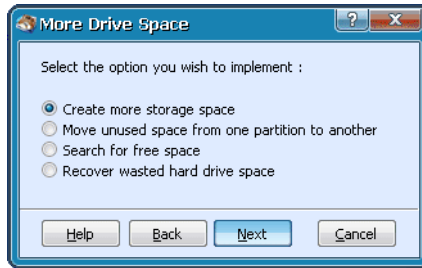 More Drive Space
?
Select the option you wish to implement :
Create more storage space
Move unused space from one partition to another
Search for free space
Recover wasted hard drive space
Help Back Next Cancel